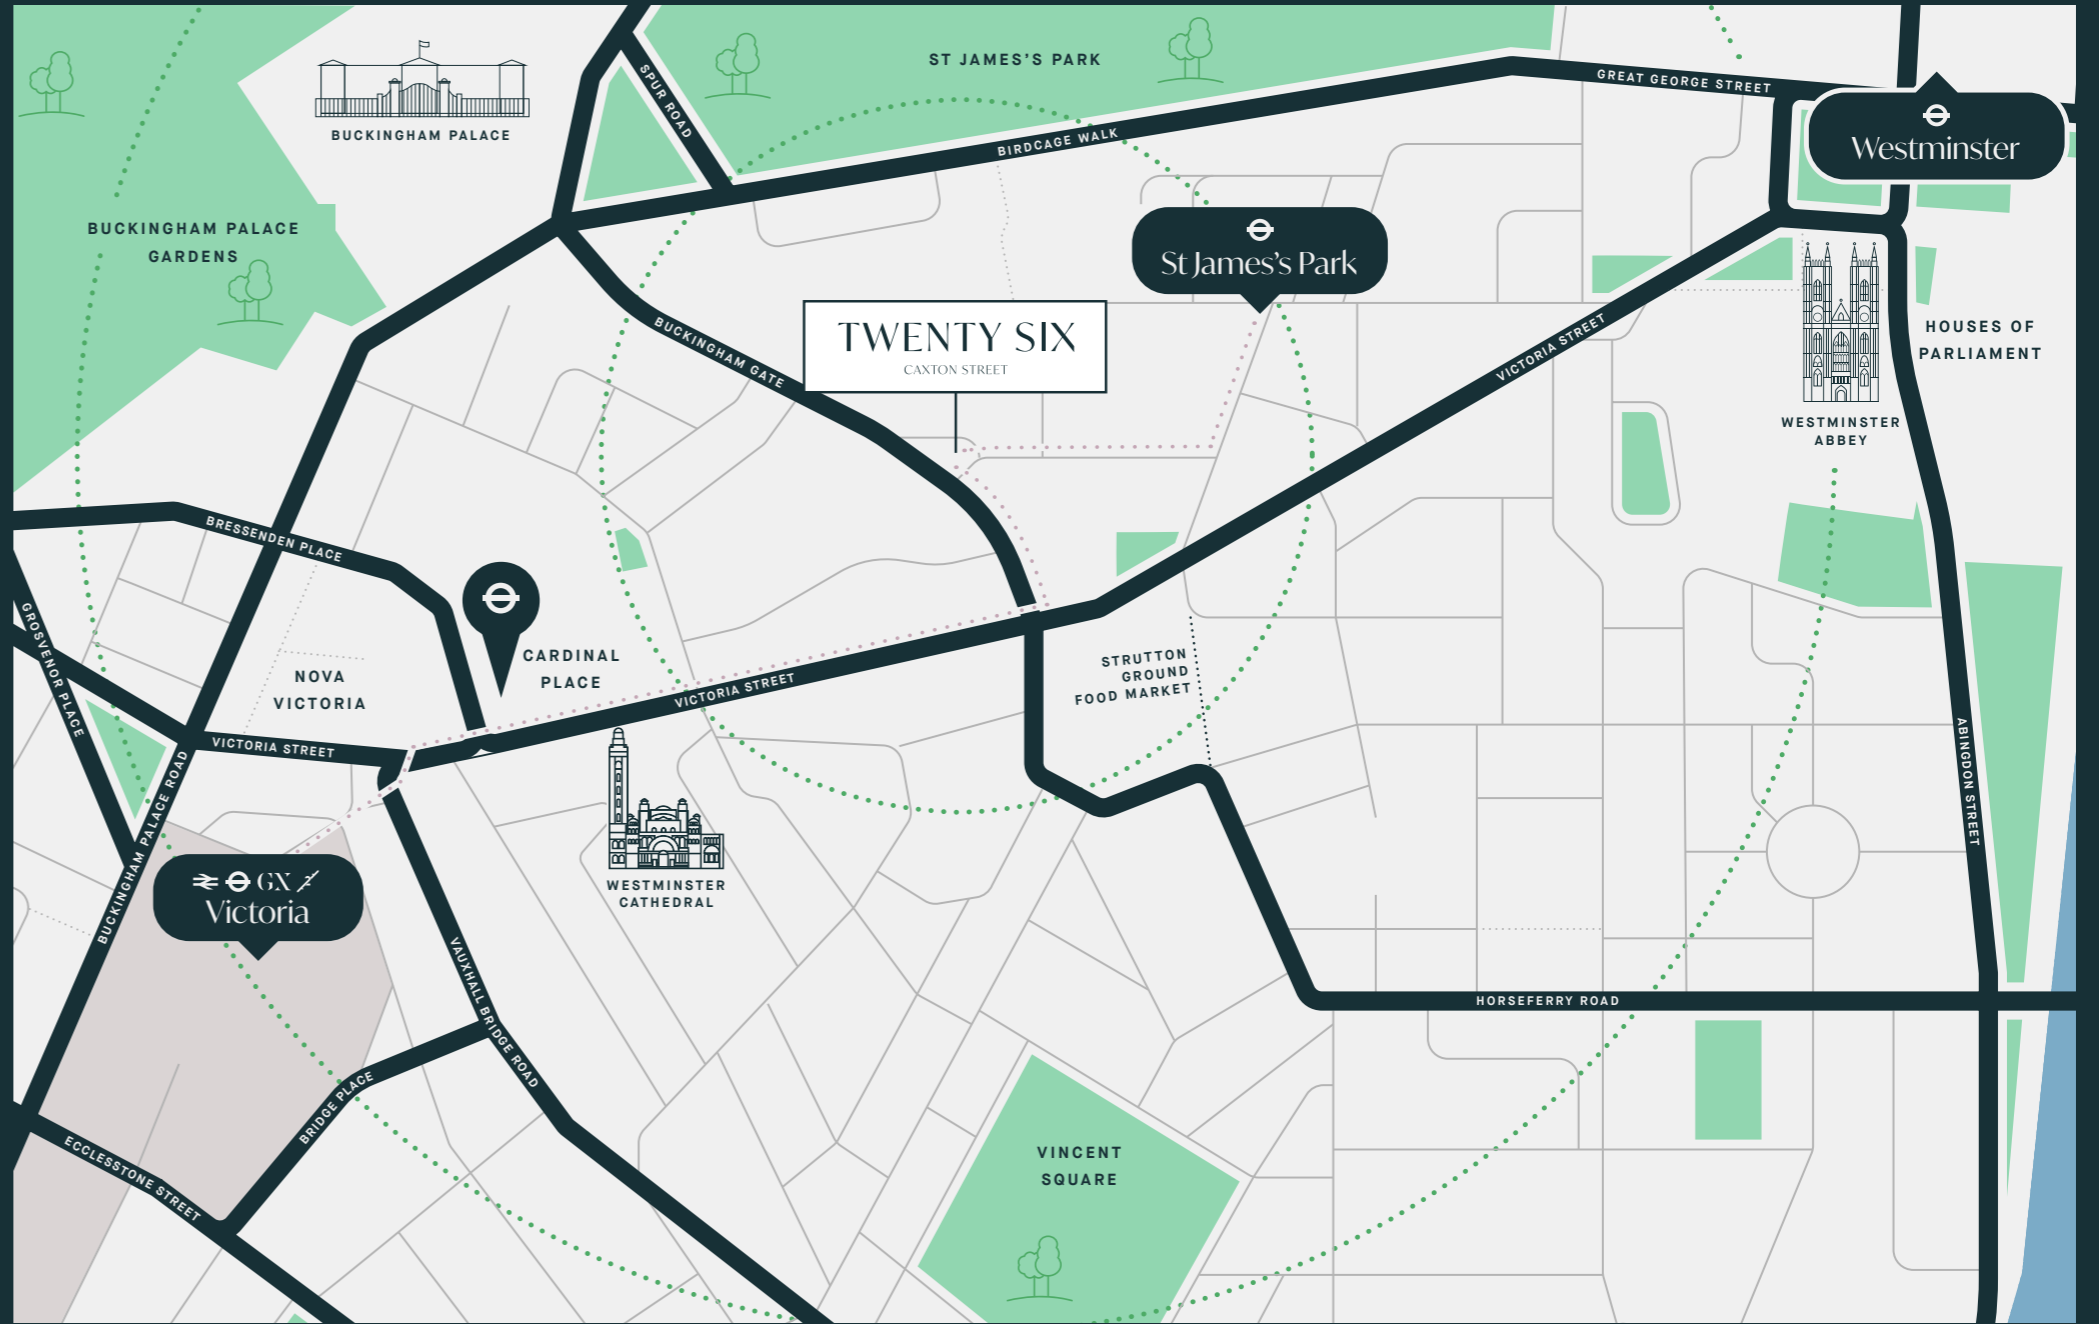 ST JAMES'S PARK
GREAT GEORGE STREET
SPUR ROAD
BUCKINGHAM PALACE
BIRDCAGE WALK
Westminster
BUCKINGHAM PALACE
GARDENS
St James's Park
TWENTY SIX
CAXTON STREET
BUCKINGHAM GATE
VICTORIA STREET
HOUSES OF
PARLIAMENT
WESTMINSTER
ABBEY
BRESSENDEN PLACE
GROSVENOR PLACE
CARDINAL
PLACE
NOVA
VICTORIA
VICTORIA STREET
STRUTTON
GROUND
FOOD MARKET
VICTORIA STREET
ABINGDON STREET
BUCKINGHAM PALACE ROAD
GX
Victoria
WESTMINSTER
CATHEDRAL
VAUXHALL BRIDGE ROAD
HORSEFERRY ROAD
BRIDGE PLACE
ECCLESSTONE STREET
VINCENT
SQUARE